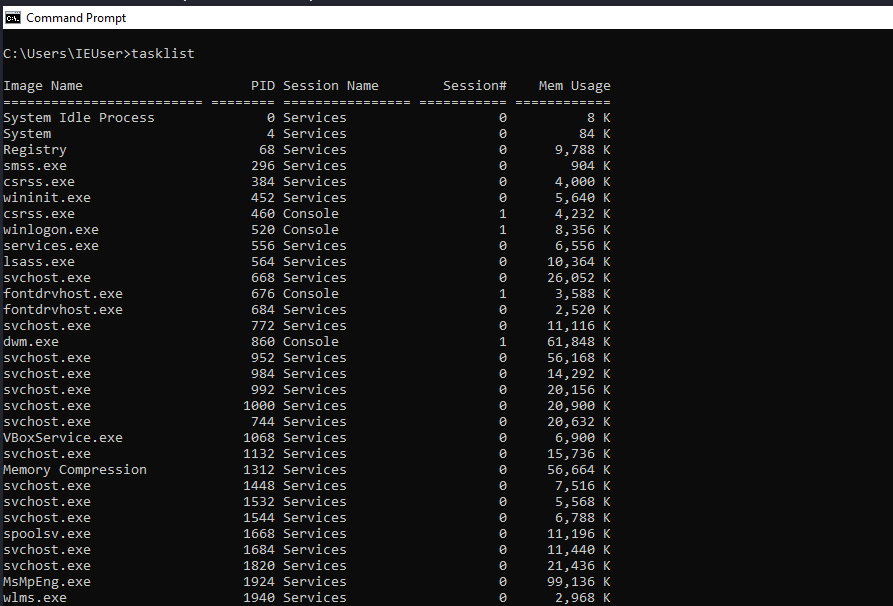 Command Prompt
C:\Users\IEUser>tasklist
Image Name                     PID Session Name        Session#    Mem Usage
========================= ======== ================ =========== ============
System Idle Process              0 Services                   0          8 K
System                           4 Services                   0         84 K
Registry                        68 Services                   0      9,788 K
smss.exe                       296 Services                   0        904 K
csrss.exe                      384 Services                   0      4,000 K
wininit.exe                    452 Services                   0      5,640 K
csrss.exe                      460 Console                    1      4,232 K
winlogon.exe                   520 Console                    1      8,356 K
services.exe                   556 Services                   0      6,556 K
lsass.exe                      564 Services                   0     10,364 K
svchost.exe                    668 Services                   0     26,052 K
fontdrvhost.exe                676 Console                    1      3,588 K
fontdrvhost.exe                684 Services                   0      2,520 K
svchost.exe                    772 Services                   0     11,116 K
dwm.exe                        860 Console                    1     61,848 K
svchost.exe                    952 Services                   0     56,168 K
svchost.exe                    984 Services                   0     14,292 K
svchost.exe                    992 Services                   0     20,156 K
svchost.exe                   1000 Services                   0     20,900 K
svchost.exe                    744 Services                   0     20,632 K
VBoxService.exe               1068 Services                   0      6,900 K
svchost.exe                   1132 Services                   0     15,736 K
Memory Compression            1312 Services                   0     56,664 K
svchost.exe                   1448 Services                   0      7,516 K
svchost.exe                   1532 Services                   0      5,568 K
svchost.exe                   1544 Services                   0      6,788 K
spoolsv.exe                   1668 Services                   0     11,196 K
svchost.exe                   1684 Services                   0     11,440 K
svchost.exe                   1820 Services                   0     21,436 K
MsMpEng.exe                   1924 Services                   0     99,136 K
wlms.exe                      1940 Services                   0      2,968 K